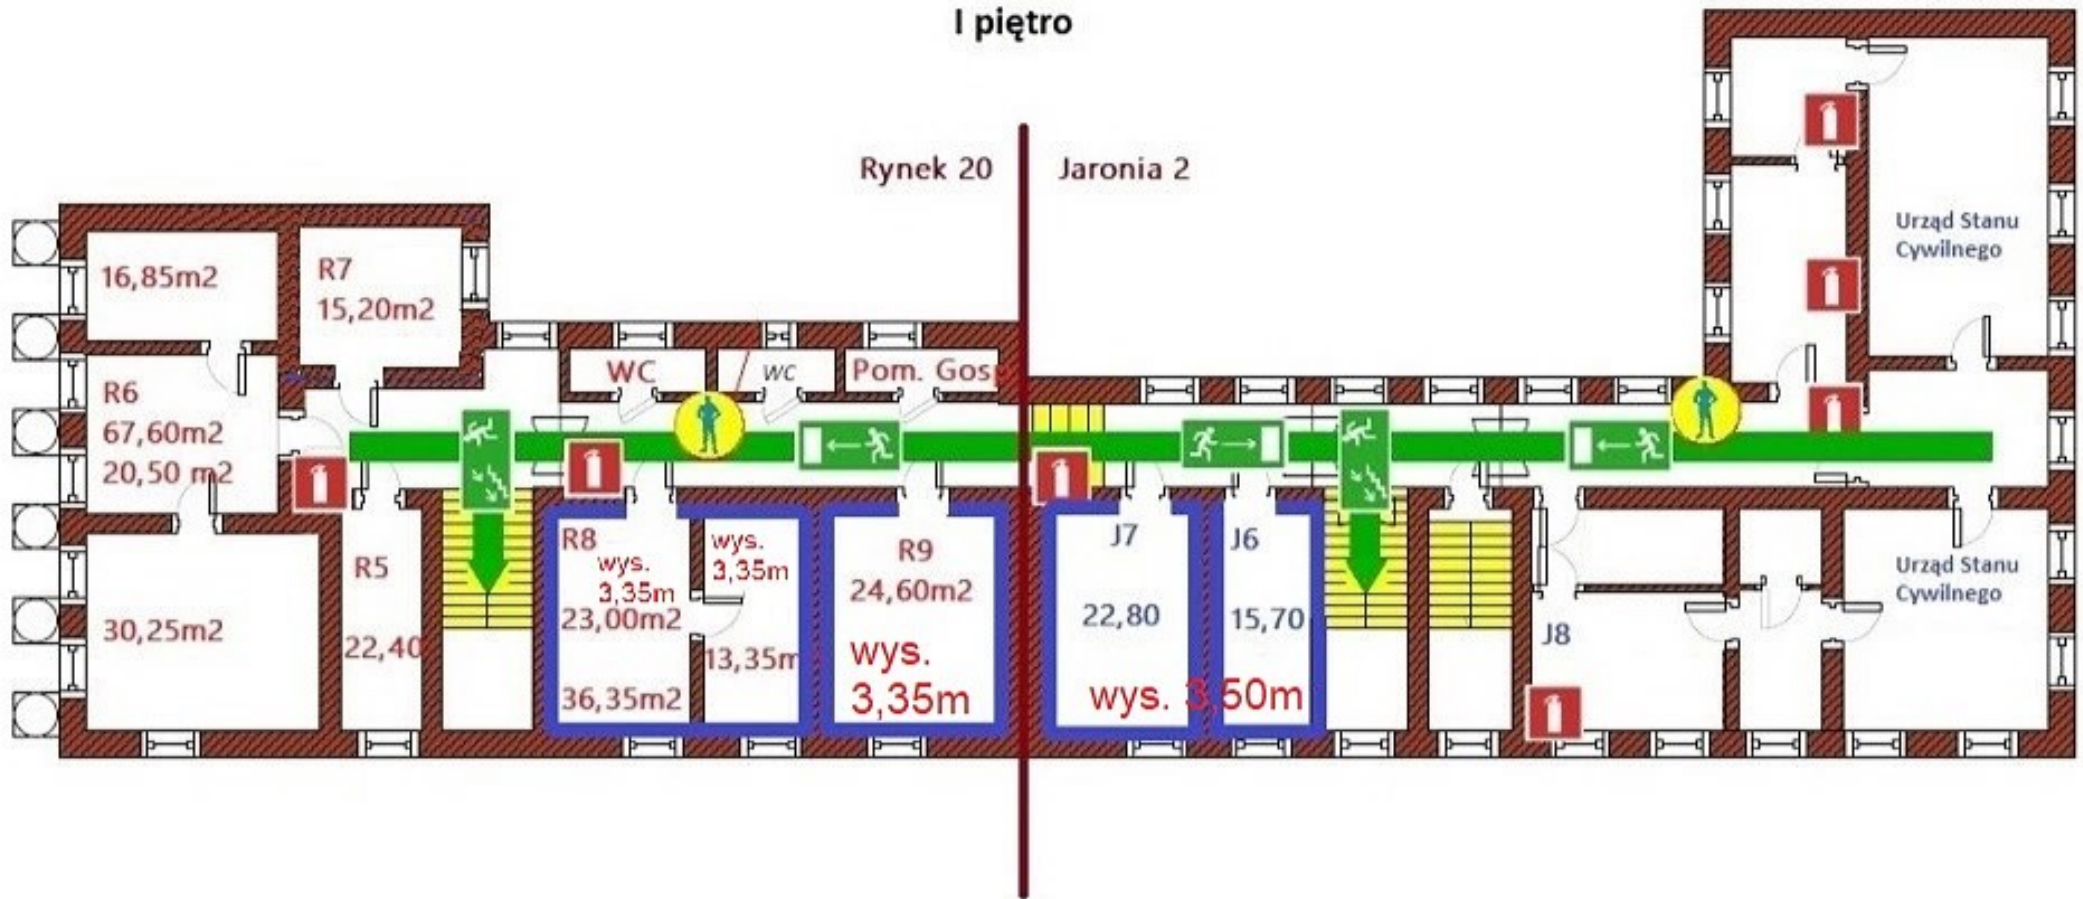 I piętro
Rynek 20
Jaronia 2
16,85m2
R7
15,20m2
R6
67,60m2
20,50 m2
30,25m2
R5
22,40
WC
wc
Pom. Gosp
R8
wys.
3,35m
23,00m2
36,35m2
wys.
3,35m
13,35m
R9
24,60m2
wys.
3,35m
J7
22,80
J6
15,70
wys. 3,50m
J8
Urząd Stanu
Cywilnego
Urząd Stanu
Cywilnego